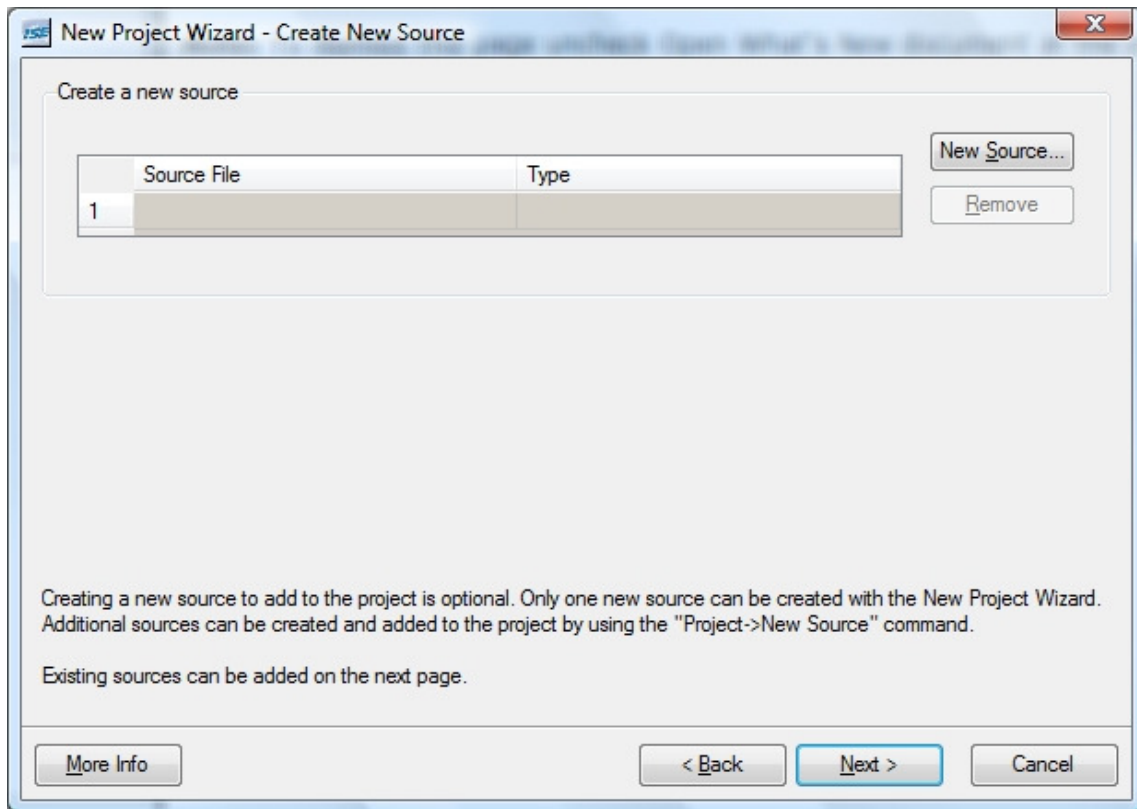 ISE New Project Wizard - Create New Source
X
Create a new source
Source File Type
New Source...
1
Remove
Creating a new source to add to the project is optional. Only one new source can be created with the New Project Wizard.
Additional sources can be created and added to the project by using the "Project->New Source" command.
Existing sources can be added on the next page.
More Info
< Back
Next >
Cancel